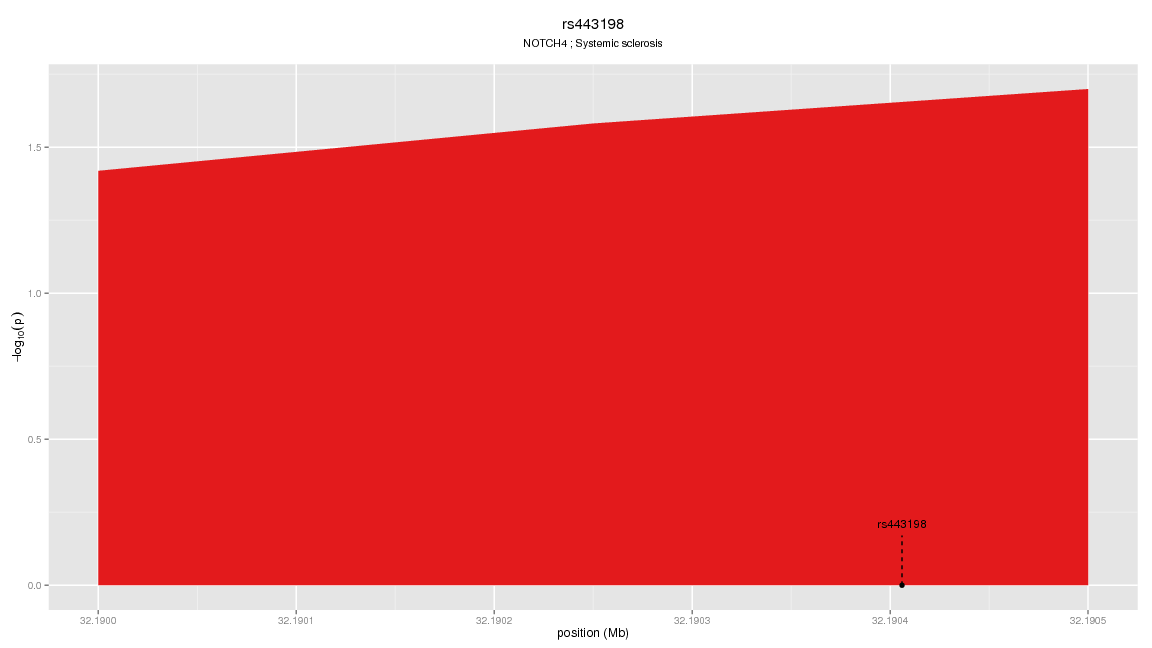 rs443198
NOTCH4 ; Systemic sclerosis
1.5
1.0
0.5
0.0
−log10(p)
rs443198
32.1900
32.1901
32.1902
32.1903
32.1904
32.1905
position (Mb)